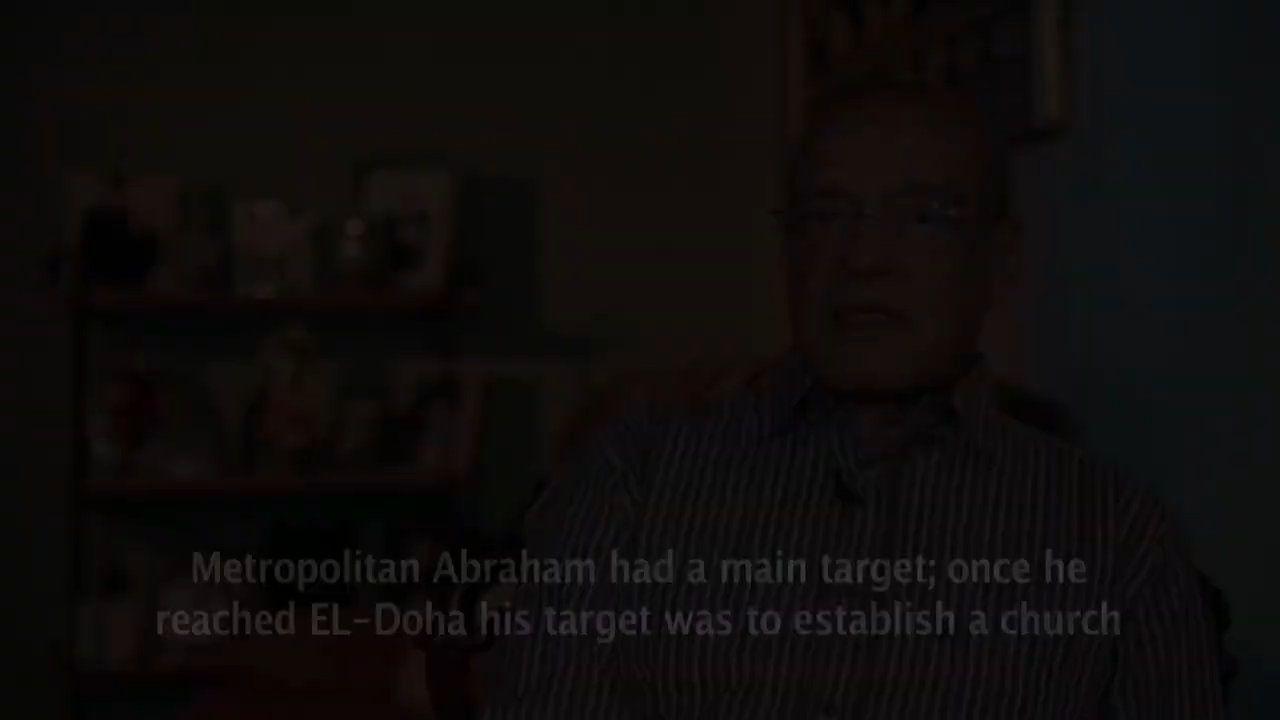 Metropolitan Abraham had a main target; once he
reached EL-Doha his target was to establish a church